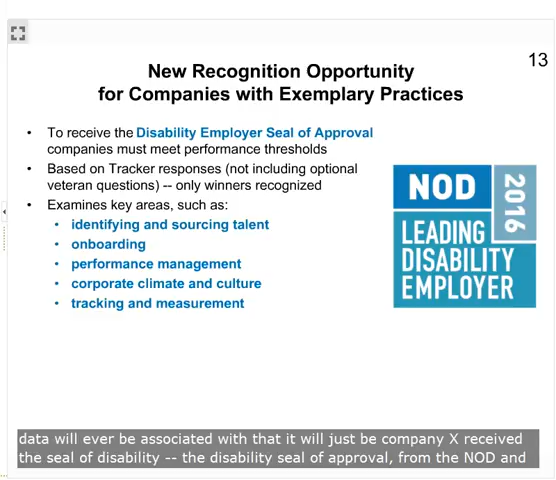 13
New Recognition Opportunity
for Companies with Exemplary Practices
• To receive the Disability Employer Seal of Approval
companies must meet performance thresholds
• Based on Tracker responses (not including optional
veteran questions) -- only winners recognized
• Examines key areas, such as:
• identifying and sourcing talent
• onboarding
• performance management
• corporate climate and culture
• tracking and measurement
NOD
2016
LEADING
DISABILITY
EMPLOYER
data will ever be associated with that it will just be company X received
the seal of disability -- the disability seal of approval, from the NOD and